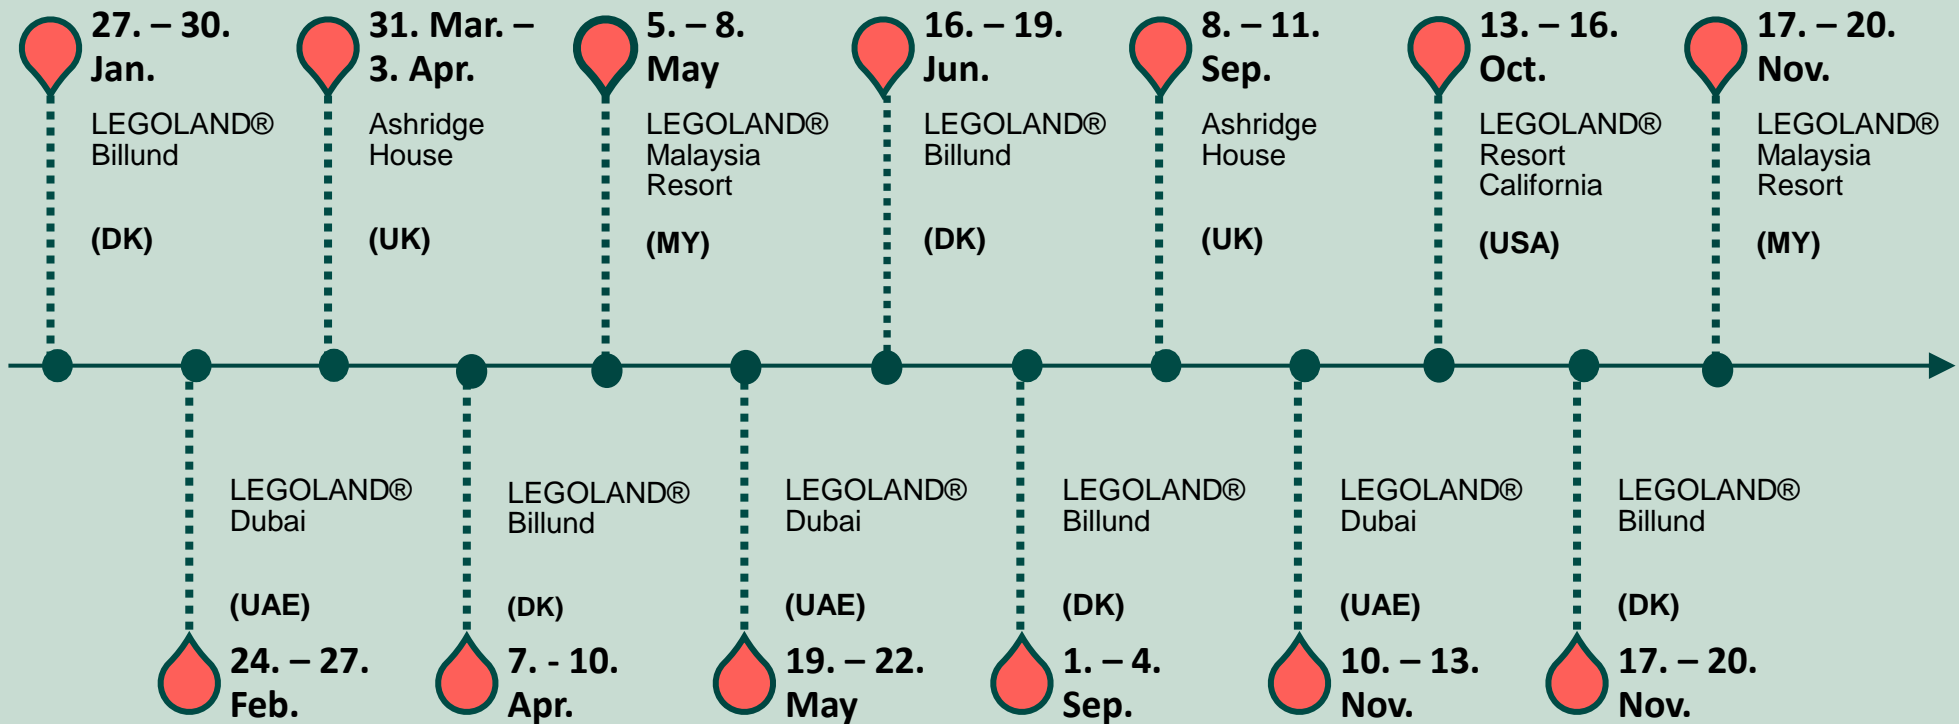 27. – 30.
Jan.
LEGOLAND®
Billund
(DK)
31. Mar. –
3. Apr.
Ashridge
House
(UK)
5. – 8.
May
LEGOLAND®
Malaysia
Resort
(MY)
16. – 19.
Jun.
LEGOLAND®
Billund
(DK)
8. – 11.
Sep.
Ashridge
House
(UK)
13. – 16.
Oct.
LEGOLAND®
Resort
California
(USA)
17. – 20.
Nov.
LEGOLAND®
Malaysia
Resort
(MY)
LEGOLAND®
Dubai
(UAE)
24. – 27.
Feb.
LEGOLAND®
Billund
(DK)
7. - 10.
Apr.
LEGOLAND®
Dubai
(UAE)
19. – 22.
May
LEGOLAND®
Billund
(DK)
1. – 4.
Sep.
LEGOLAND®
Dubai
(UAE)
10. – 13.
Nov.
LEGOLAND®
Billund
(DK)
17. – 20.
Nov.